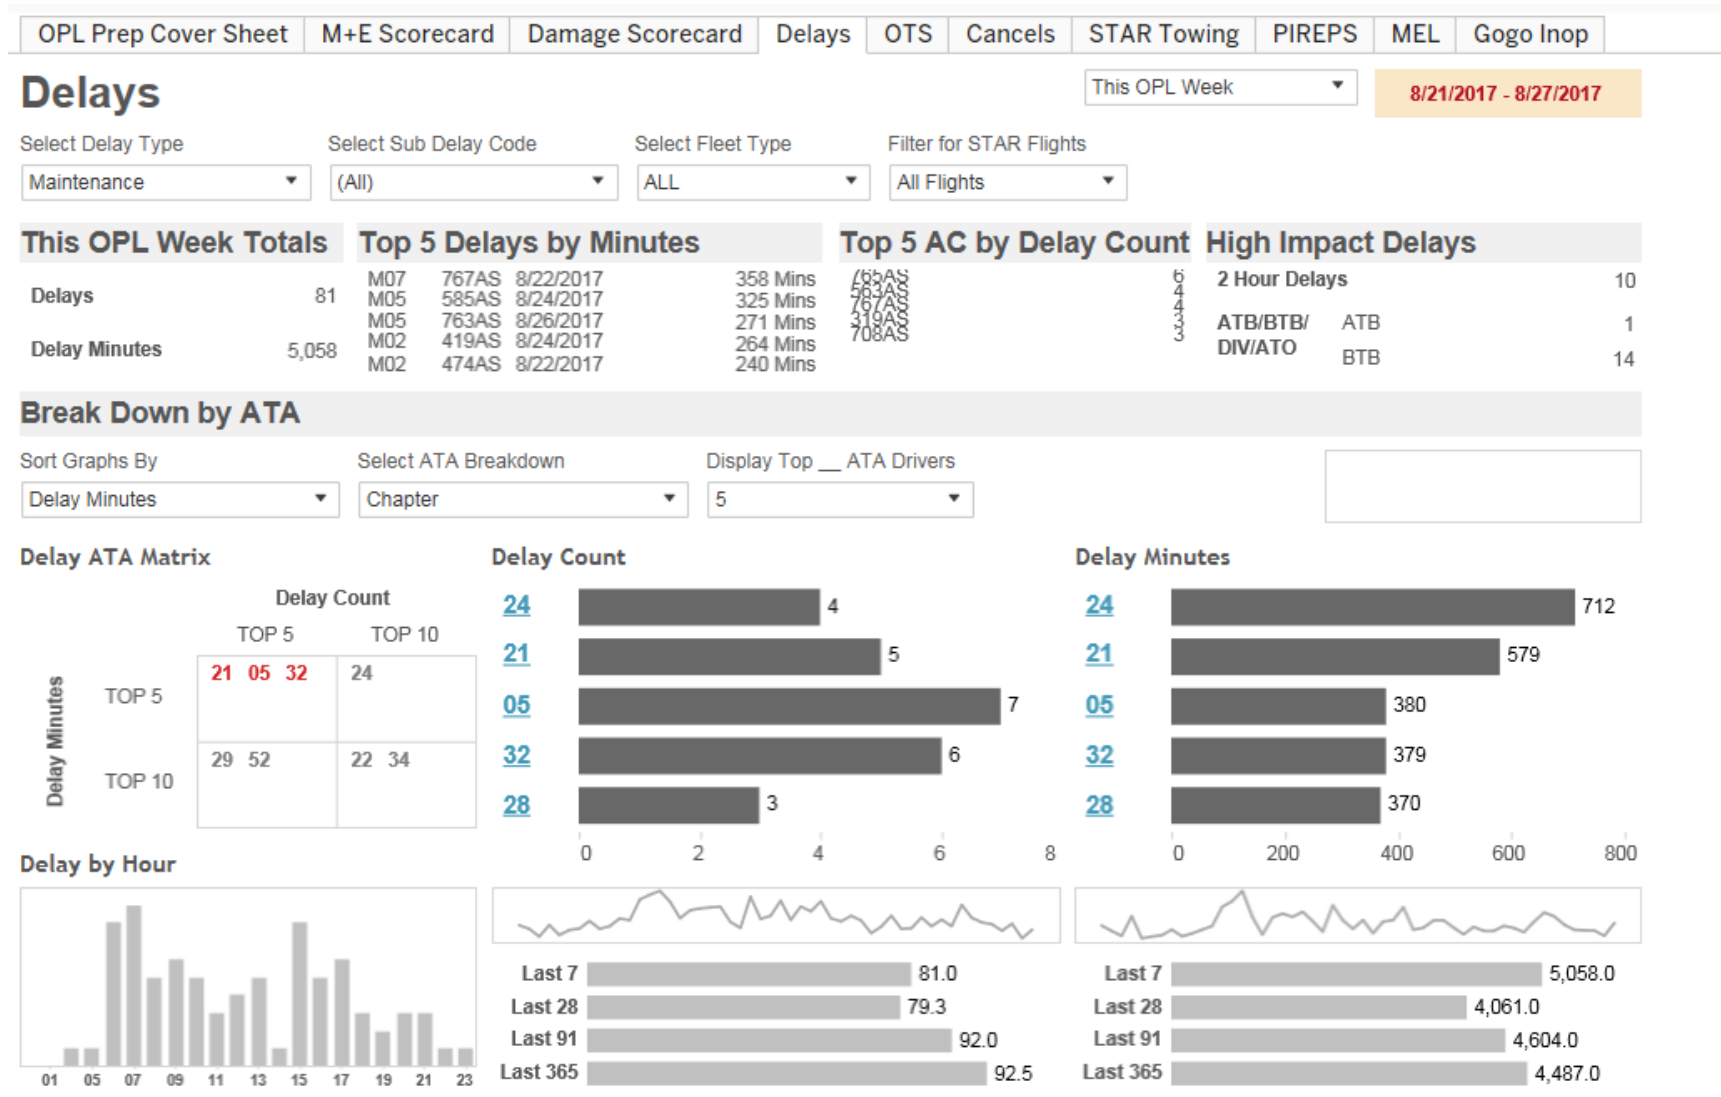 OPL Prep Cover Sheet M+E Scorecard Damage Scorecard Delays OTS Cancels STAR Towing PIREPS MEL Gogo Inop
Delays
This OPL Week
8/21/2017 - 8/27/2017
Select Delay Type Select Sub Delay Code Select Fleet Type Filter for STAR Flights
Maintenance (All) ALL All Flights
This OPL Week Totals
Delays 81
Delay Minutes 5,058
Top 5 Delays by Minutes
M07 767AS 8/22/2017 358 Mins
M05 585AS 8/24/2017 325 Mins
M05 763AS 8/26/2017 271 Mins
M02 419AS 8/24/2017 264 Mins
M02 474AS 8/22/2017 240 Mins
Top 5 AC by Delay Count
765AS 6
563AS 4
767AS 4
319AS 3
708AS 3
High Impact Delays
2 Hour Delays 10
ATB/BTB/ ATB 1
DIV/ATO BTB 14
Break Down by ATA
Sort Graphs By Select ATA Breakdown Display Top __ ATA Drivers
Delay Minutes Chapter 5
Delay ATA Matrix
Delay Count
TOP 5 TOP 10
Delay Minutes
TOP 5 21 05 32 24
TOP 10 29 52 22 34
Delay Count
24 4
21 5
05 7
32 6
28 3
0 2 4 6 8
Delay Minutes
24 712
21 579
05 380
32 379
28 370
0 200 400 600 800
Delay by Hour
01 05 07 09 11 13 15 17 19 21 23
Last 7 81.0
Last 28 79.3
Last 91 92.0
Last 365 92.5
Last 7 5,058.0
Last 28 4,061.0
Last 91 4,604.0
Last 365 4,487.0